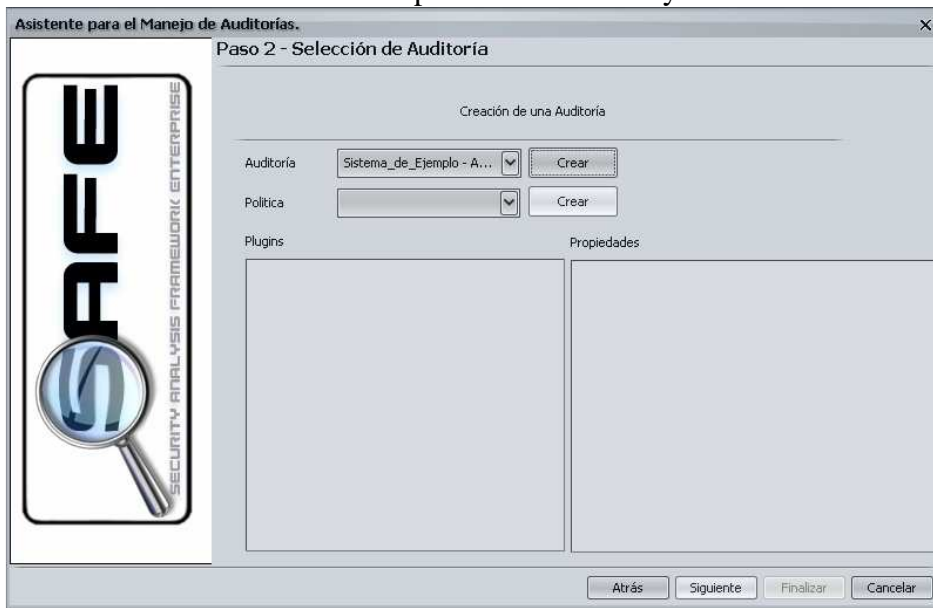 Asistente para el Manejo de Auditorías.
Paso 2 - Selección de Auditoría
SAFE
SECURITY ANALYSIS FRAMEWORK ENTERPRISE
Creación de una Auditoría
Auditoría Sistema_de_Ejemplo - A... Crear
Politica Crear
Plugins Propiedades
Atrás Siguiente Finalizar Cancelar